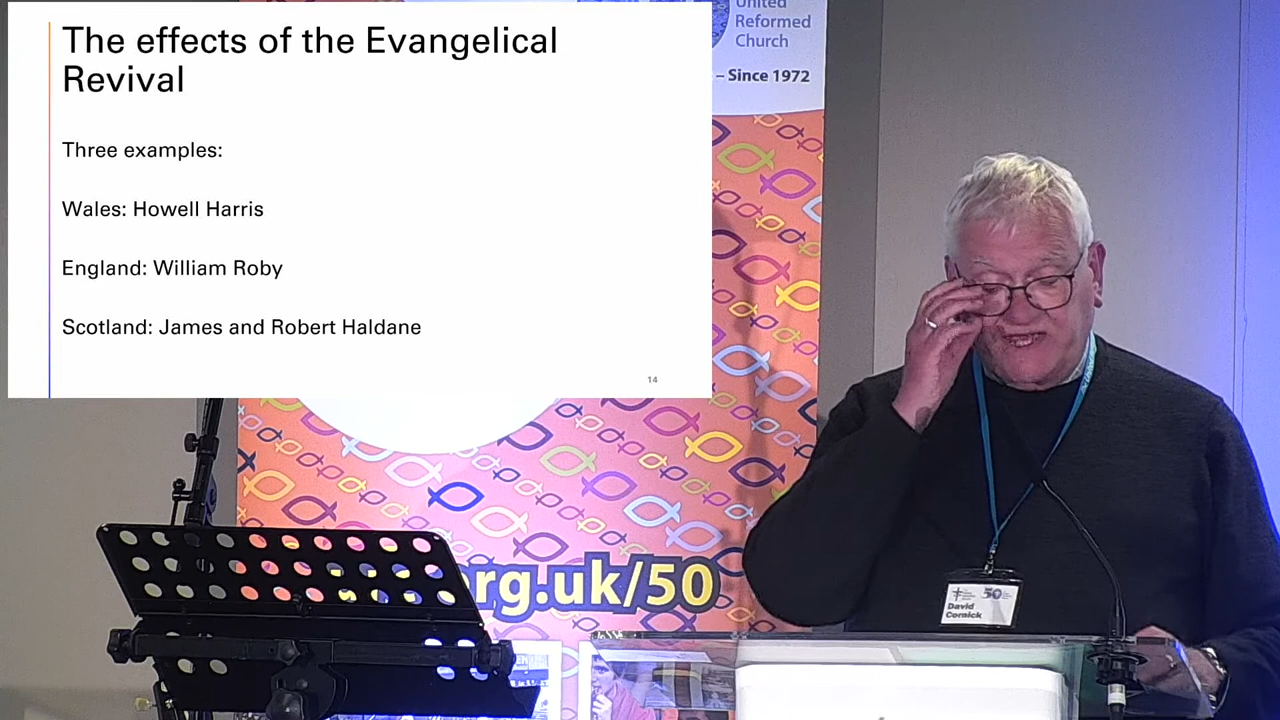 The effects of the Evangelical
Revival
Three examples:
Wales: Howell Harris
England: William Roby
Scotland: James and Robert Haldane
14
United
Reformed
Church
– Since 1972
org.uk/50
50
David
Cornick